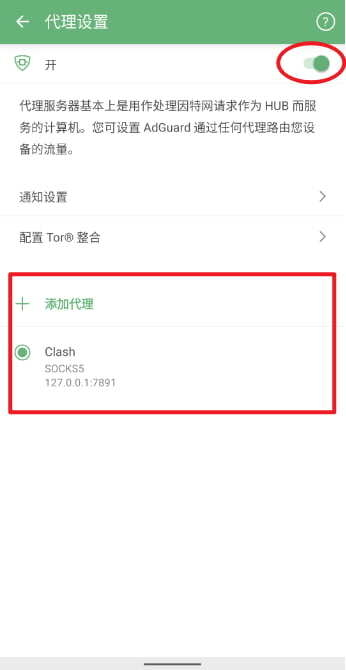 代理设置
?
开
代理服务器基本上是用作处理因特网请求作为 HUB 而服
务的计算机。您可设置 AdGuard 通过任何代理路由您设
备的流量。
通知设置
配置 Tor® 整合
添加代理
Clash
SOCKS5
127.0.0.1:7891